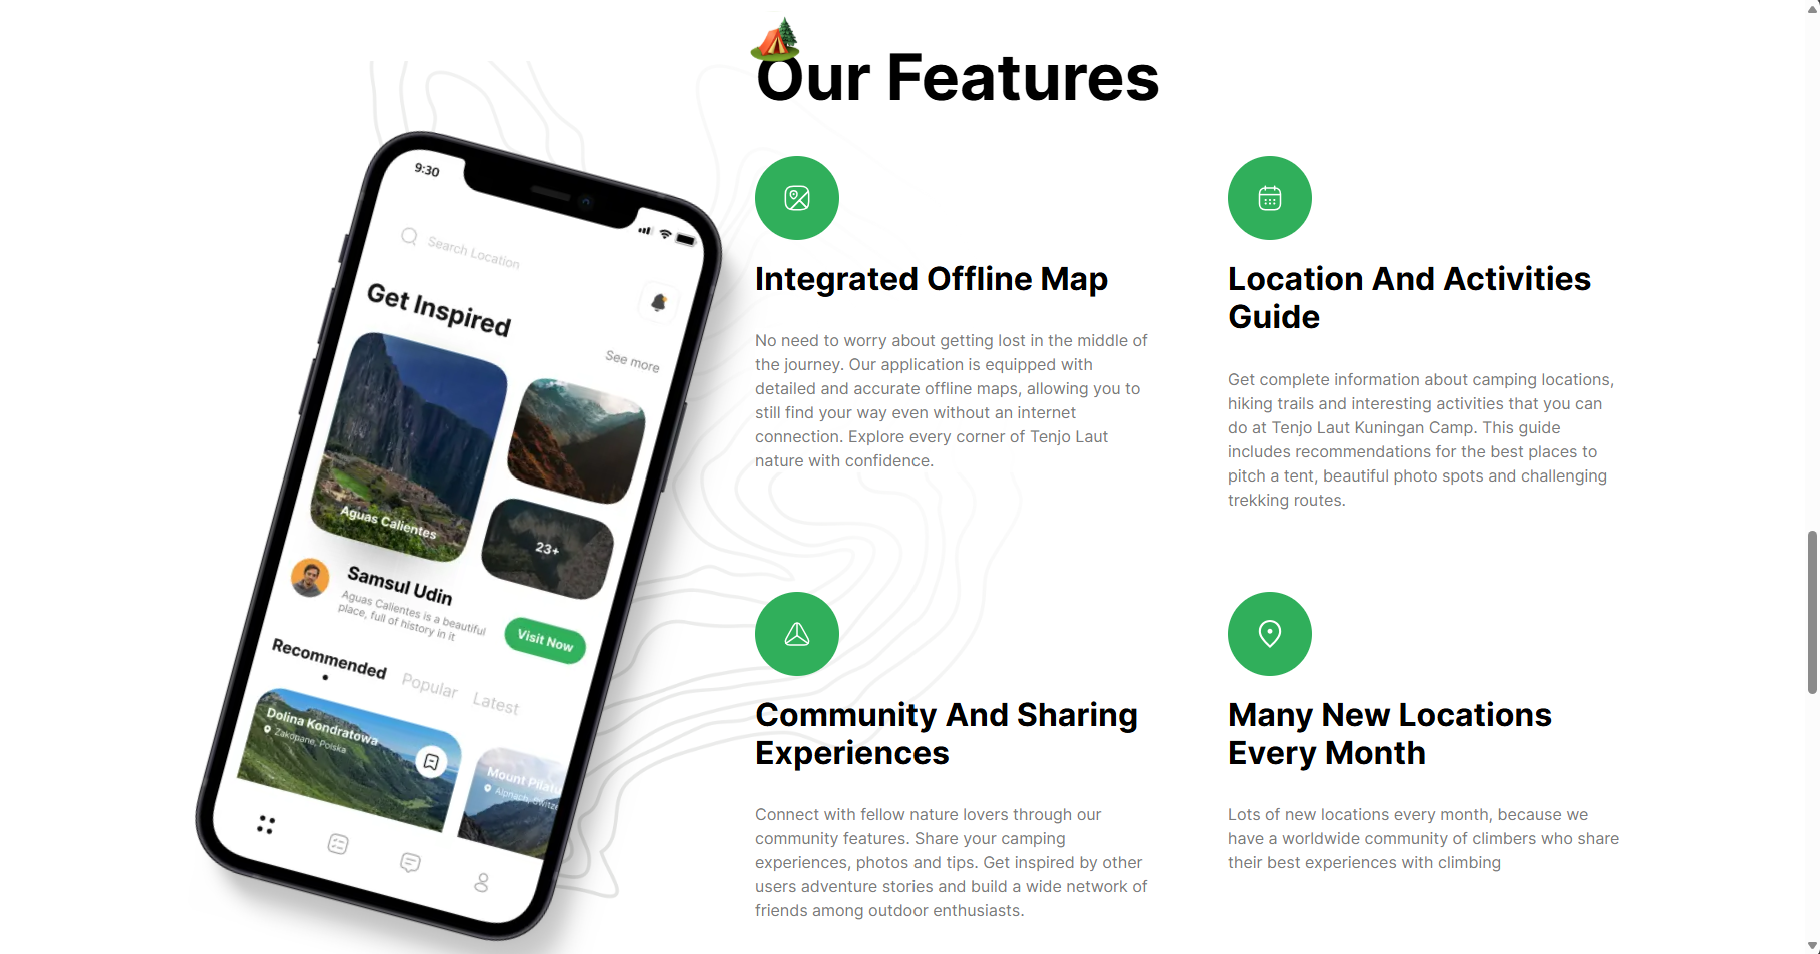 Our Features
9:30
Search Location
Get Inspired
See more
Aguas Calientes
23+
Samsul Udin
Aguas Calientes is a beautiful
place, full of history in it
Visit Now
Recommended
Popular
Latest
Dolina Kondratowa
Zakopane, Polska
Mount Pilatu
Alpnach, Switze
Integrated Offline Map
No need to worry about getting lost in the middle of
the journey. Our application is equipped with
detailed and accurate offline maps, allowing you to
still find your way even without an internet
connection. Explore every corner of Tenjo Laut
nature with confidence.
Location And Activities
Guide
Get complete information about camping locations,
hiking trails and interesting activities that you can
do at Tenjo Laut Kuningan Camp. This guide
includes recommendations for the best places to
pitch a tent, beautiful photo spots and challenging
trekking routes.
Community And Sharing
Experiences
Connect with fellow nature lovers through our
community features. Share your camping
experiences, photos and tips. Get inspired by other
users adventure stories and build a wide network of
friends among outdoor enthusiasts.
Many New Locations
Every Month
Lots of new locations every month, because we
have a worldwide community of climbers who share
their best experiences with climbing